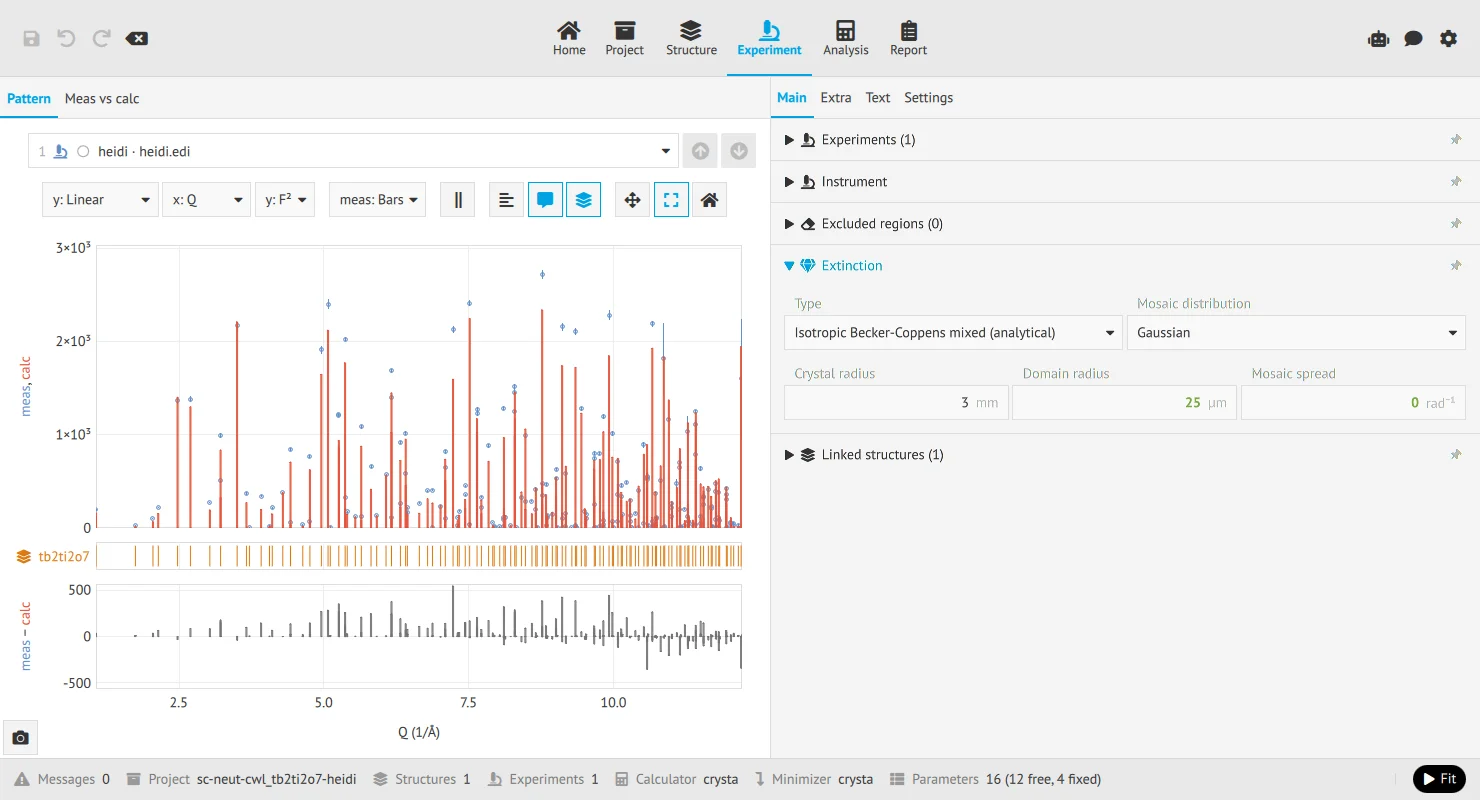 Home Project Structure Experiment Analysis Report
Pattern Meas vs calc
Main Extra Text Settings
1 heidi · heidi.edi
y: Linear x: Q y: F² meas: Bars
3×10³
2×10³
1×10³
0
meas, calc
tb2ti2o7
500
0
-500
meas − calc
2.5 5.0 7.5 10.0
Q (1/Å)
Experiments (1)
Instrument
Excluded regions (0)
Extinction
Type Mosaic distribution
Isotropic Becker-Coppens mixed (analytical) Gaussian
Crystal radius Domain radius Mosaic spread
3 mm 25 µm 0 rad⁻¹
Linked structures (1)
Messages 0 Project sc-neut-cwl_tb2ti2o7-heidi Structures 1 Experiments 1 Calculator crysta Minimizer crysta Parameters 16 (12 free, 4 fixed) Fit